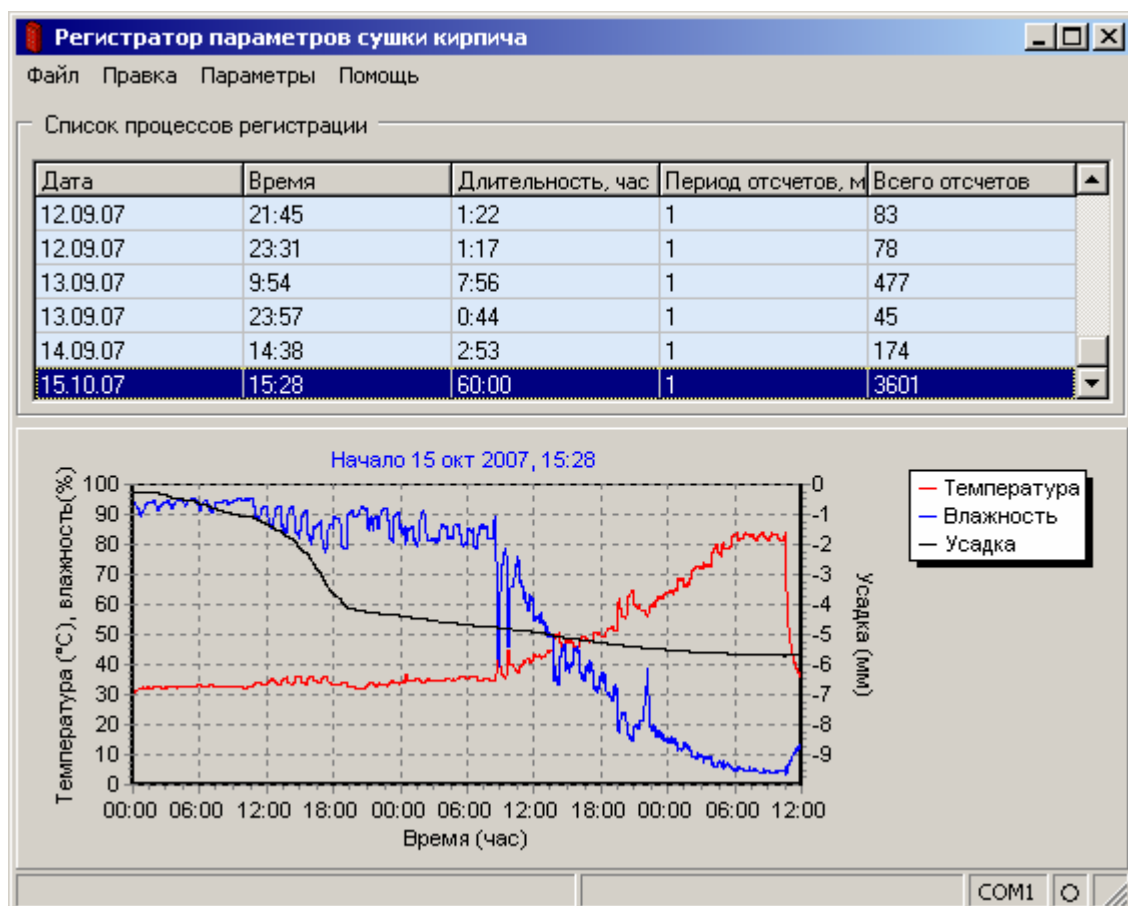 Регистратор параметров сушки кирпича
Файл Правка Параметры Помощь
Список процессов регистрации
Дата Время Длительность, час Период отсчетов, м Всего отсчетов
12.09.07 21:45 1:22 1 83
12.09.07 23:31 1:17 1 78
13.09.07 9:54 7:56 1 477
13.09.07 23:57 0:44 1 45
14.09.07 14:38 2:53 1 174
15.10.07 15:28 60:00 1 3601
Начало 15 окт 2007, 15:28
Температура (°C), влажность(%)
100
90
80
70
60
50
40
30
20
10
0
0
-1
-2
-3
-4
-5
-6
-7
-8
-9
Усадка (мм)
Температура
Влажность
Усадка
00:00 06:00 12:00 18:00 00:00 06:00 12:00 18:00 00:00 06:00 12:00
Время (час)
COM1